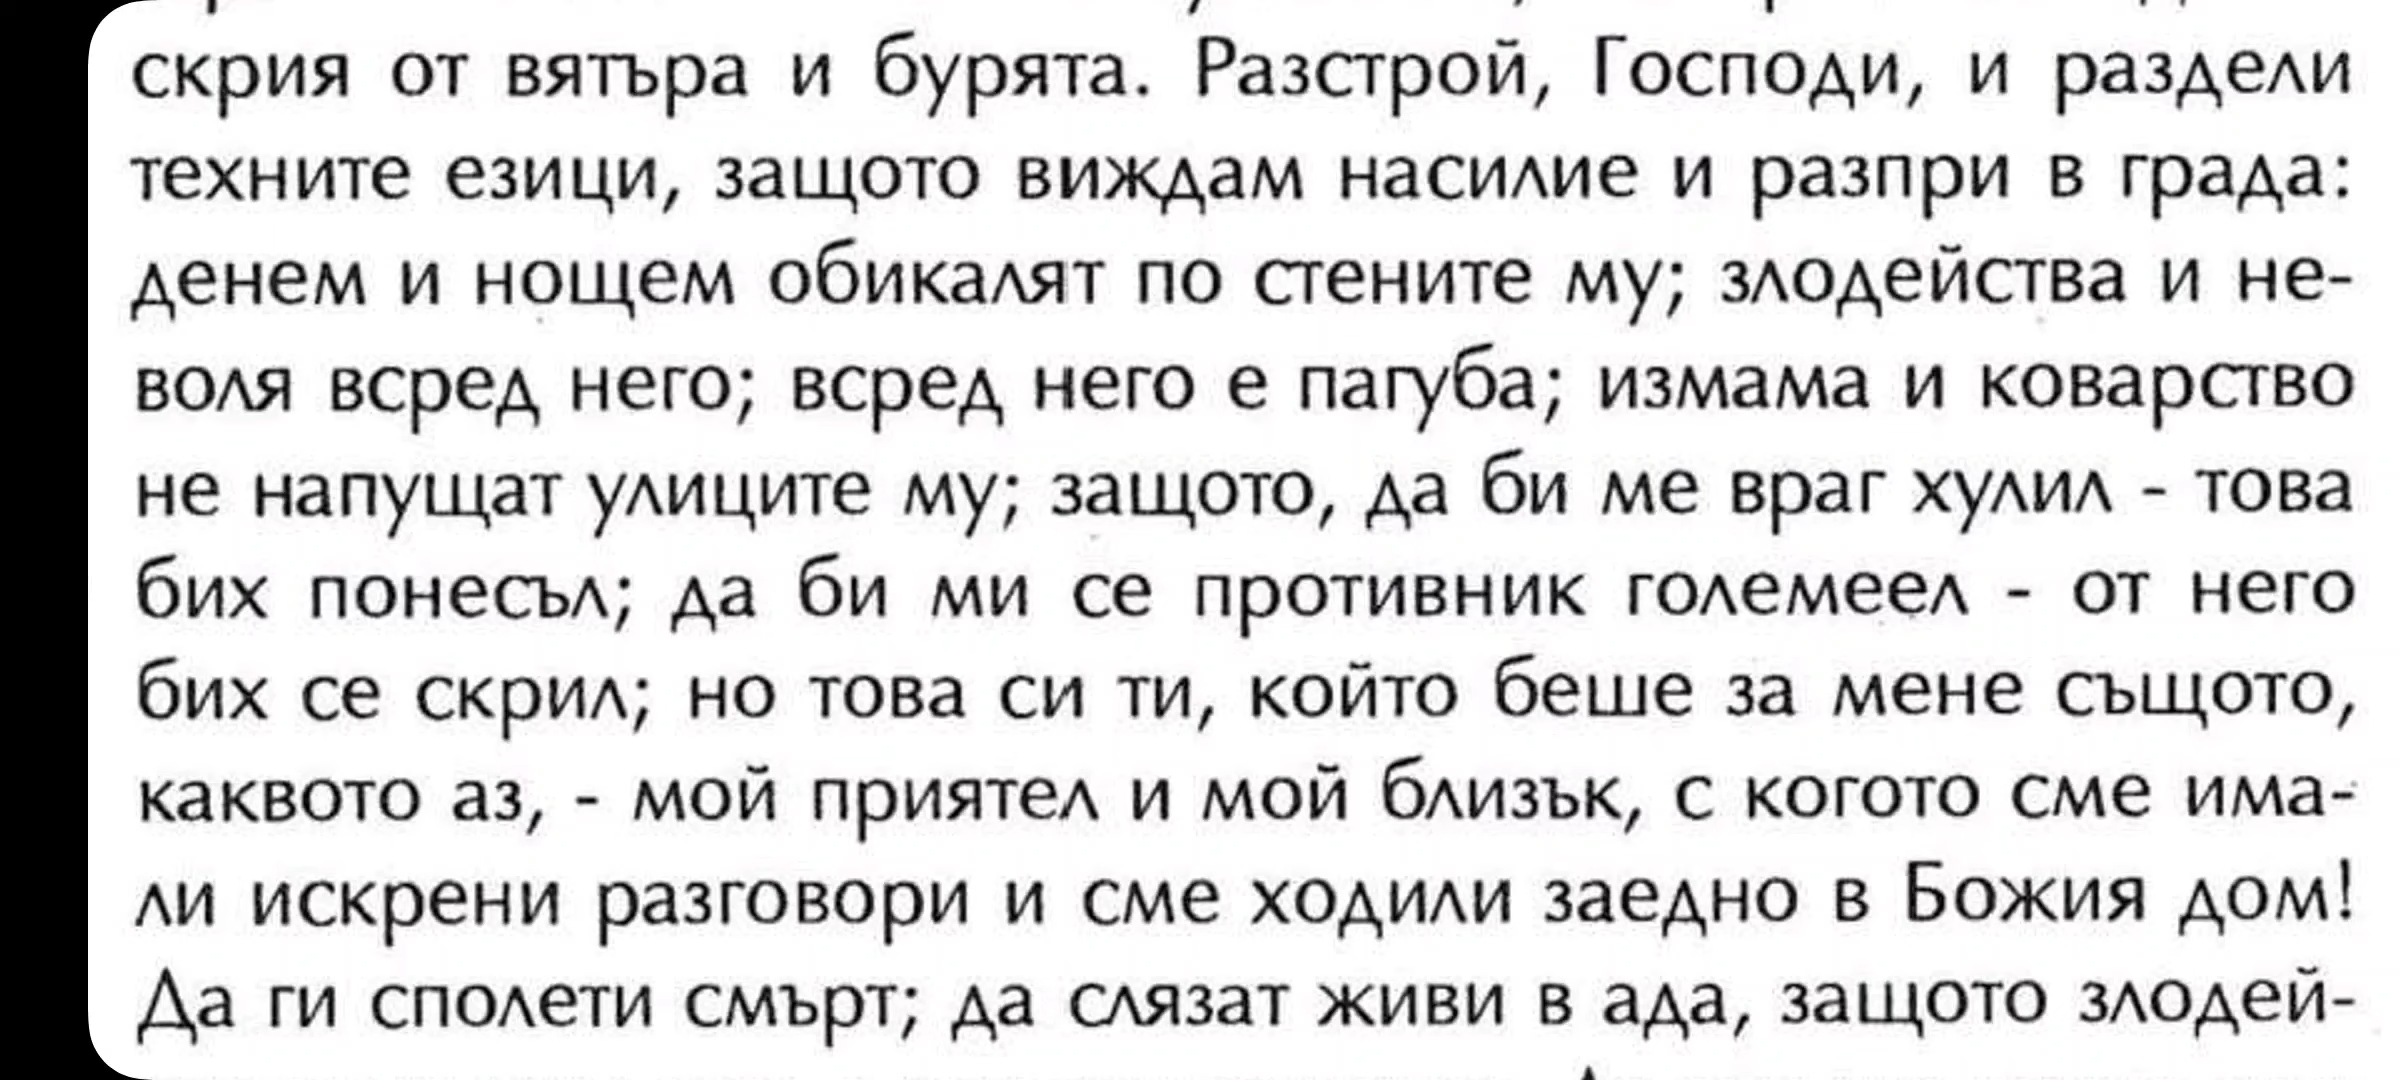 скрия от вятъра и бурята. Разстрой, Господи, и раздели
техните езици, защото виждам насилие и разпри в града:
денем и нощем обикалят по стените му; злодейства и не-
воля всред него; всред него е пагуба; измама и коварство
не напущат улиците му; защото, да би ме враг хулил - това
бих понесъл; да би ми се противник големеел - от него
бих се скрил; но това си ти, който беше за мене същото,
каквото аз, - мой приятел и мой близък, с когото сме има-
ли искрени разговори и сме ходили заедно в Божия дом!
Да ги сполети смърт; да слязат живи в ада, защото злодей-